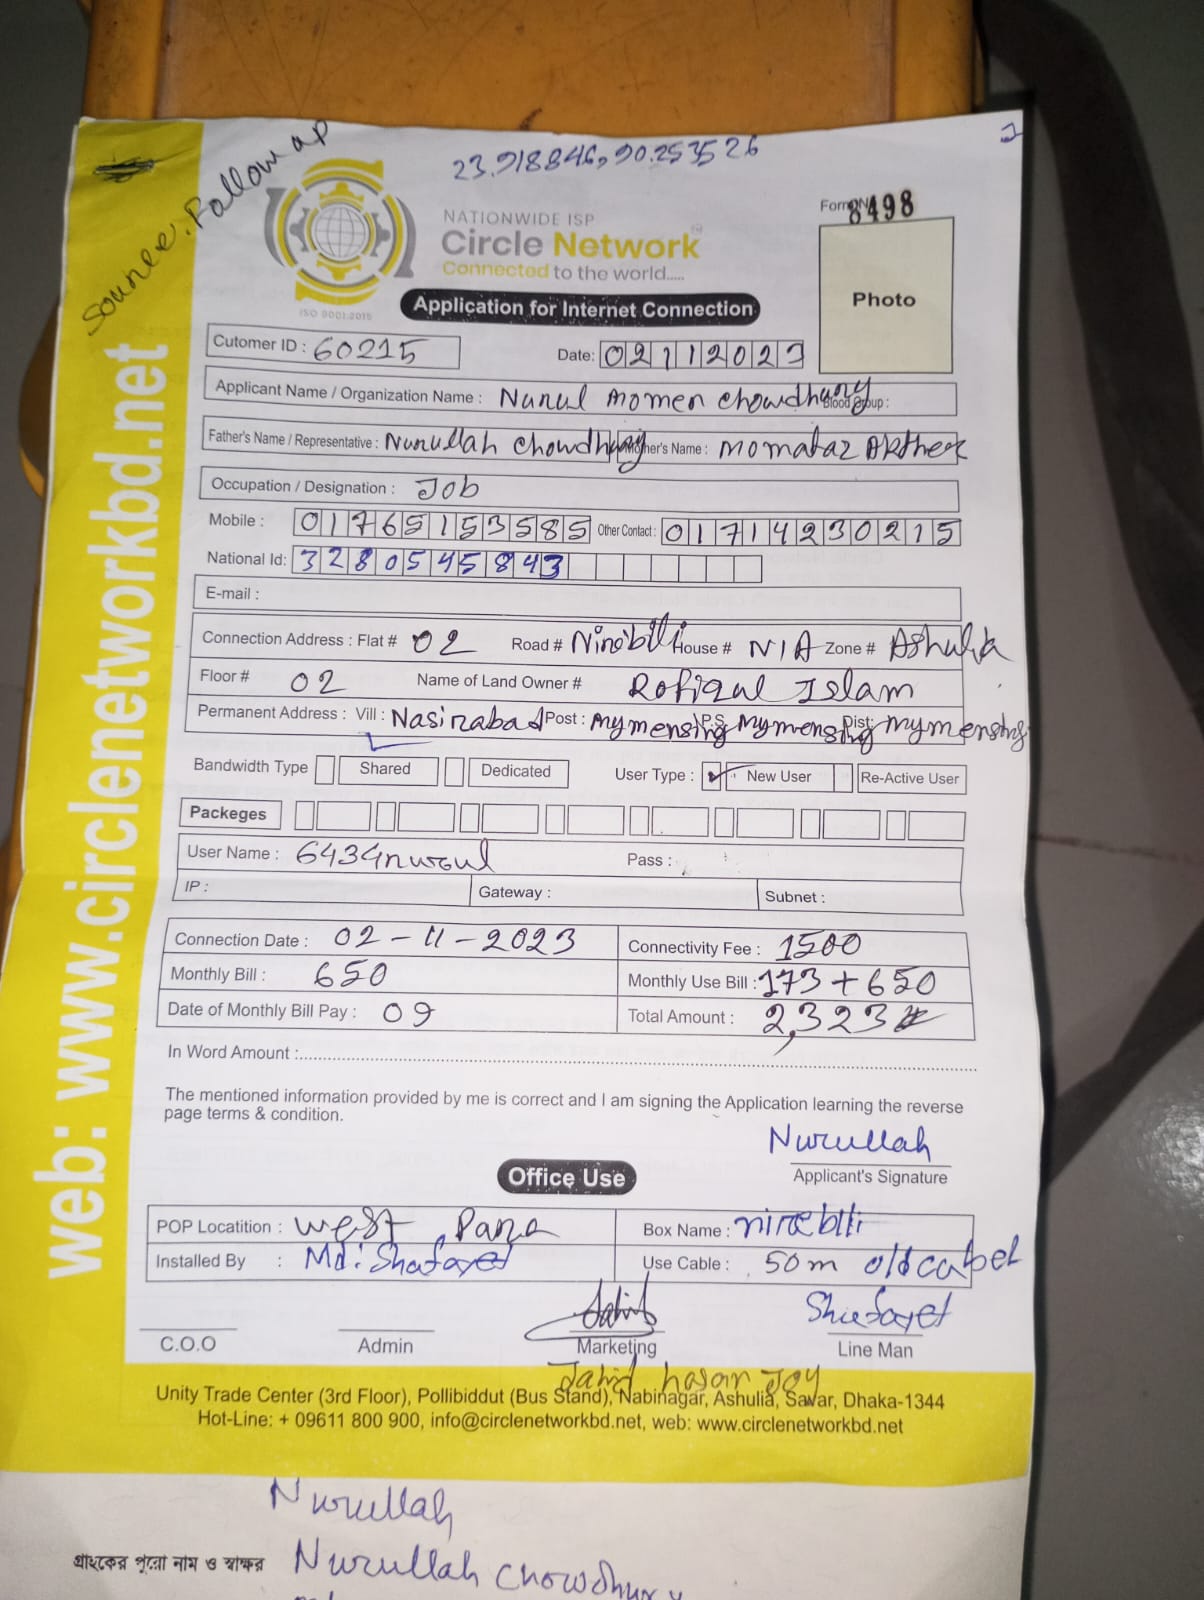 23.918846, 90.253526
Sounce. Follow ap
NATIONWIDE ISP
Circle Network
Connected to the world.....
ISO 9001:2015
Form No 8498
Photo
Application for Internet Connection
Cutomer ID : 60215 Date: 02112023
Applicant Name / Organization Name : Nurul Momen Chowdhury Blood Group :
Father's Name / Representative : Nurullah Chowdhury Mother's Name : Momataz Akther
Occupation / Designation : Job
Mobile : 01765153585 Other Contact : 01714230215
National Id: 3280545843
E-mail :
Connection Address : Flat # 02 Road # Niribili House # N/A Zone # Ashulia
Floor # 02 Name of Land Owner # Rofiqul Islam
Permanent Address : Vill : Nasirabad Post : Mymensing P.S Mymensing Dist: Mymensing
Bandwidth Type Shared Dedicated User Type : New User Re-Active User
Packeges
User Name : 6434nurul Pass :
IP : Gateway : Subnet :
Connection Date : 02-11-2023 Connectivity Fee : 1500
Monthly Bill : 650 Monthly Use Bill : 173+650
Date of Monthly Bill Pay : 09 Total Amount : 2,323
In Word Amount :
The mentioned information provided by me is correct and I am signing the Application learning the reverse
page terms & condition.
Nurullah
Applicant's Signature
Office Use
POP Locatition : West Para Box Name : nirebili
Installed By : Md: Shafayet Use Cable : 50m old cabel
Shafayet
C.O.O Admin Marketing Line Man
Jahid hasan Joy
Unity Trade Center (3rd Floor), Pollibiddut (Bus Stand), Nabinagar, Ashulia, Savar, Dhaka-1344
Hot-Line: + 09611 800 900, info@circlenetworkbd.net, web: www.circlenetworkbd.net
web: www.circlenetworkbd.net
Nurullah
গ্রাহকের পুরো নাম ও স্বাক্ষর Nurullah Chowdhury